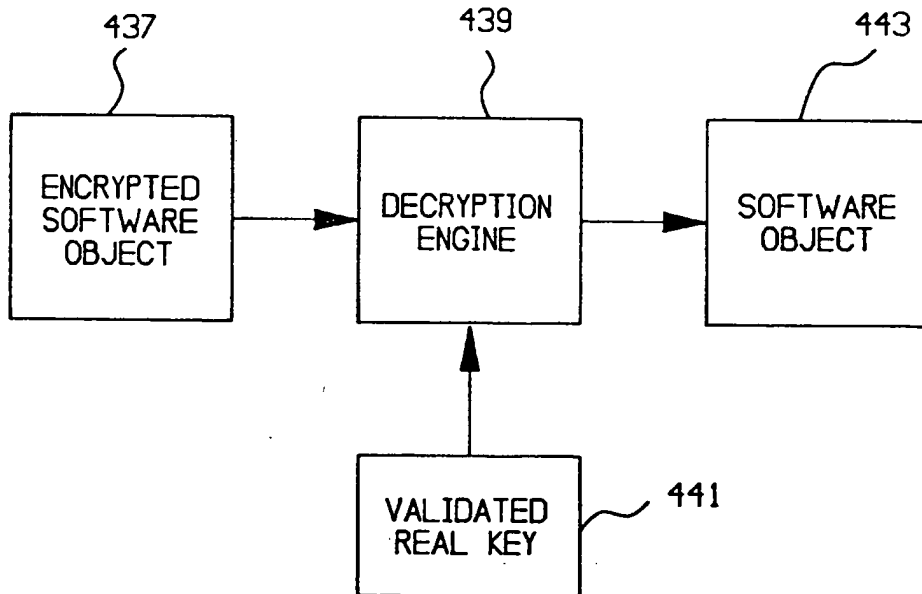 437
439
443
ENCRYPTED
SOFTWARE
OBJECT
DECRYPTION
ENGINE
SOFTWARE
OBJECT
VALIDATED
REAL KEY
441